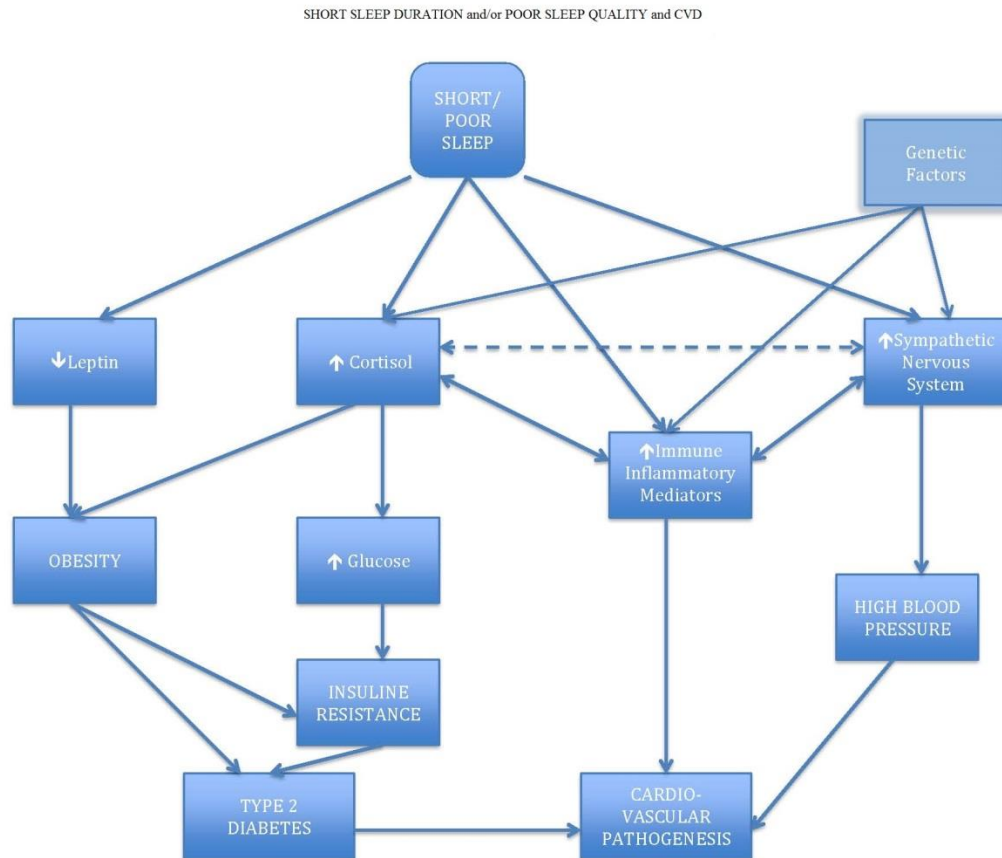 SHORT SLEEP DURATION and/or POOR SLEEP QUALITY and CVD
SHORT/
POOR
SLEEP
Genetic
Factors
↓Leptin
↑ Cortisol
↑Sympathetic
Nervous
System
↑Immune
Inflammatory
Mediators
OBESITY
↑ Glucose
HIGH BLOOD
PRESSURE
INSULINE
RESISTANCE
TYPE 2
DIABETES
CARDIO-
VASCULAR
PATHOGENESIS